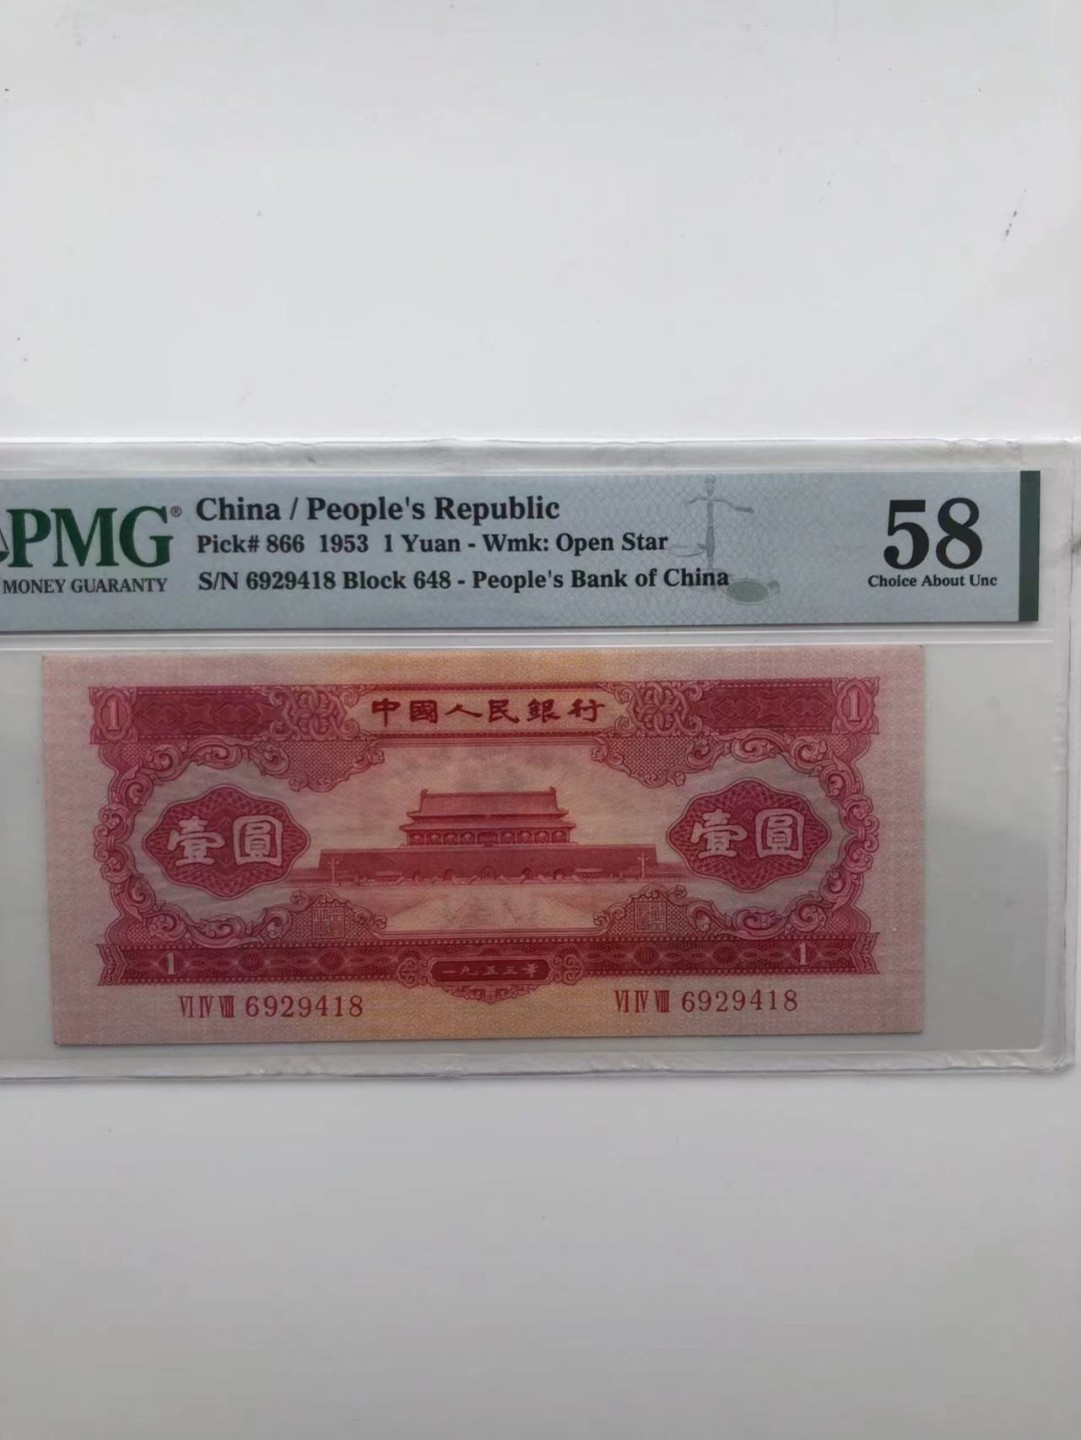 PMG®
MONEY GUARANTY
China / People's Republic
Pick# 866 1953 1 Yuan - Wmk: Open Star
S/N 6929418 Block 648 - People's Bank of China
58
Choice About Unc
1 中國人民銀行 1
壹圓 壹圓
1 一九五三年 1
VI IV VIII 6929418 VI IV VIII 6929418